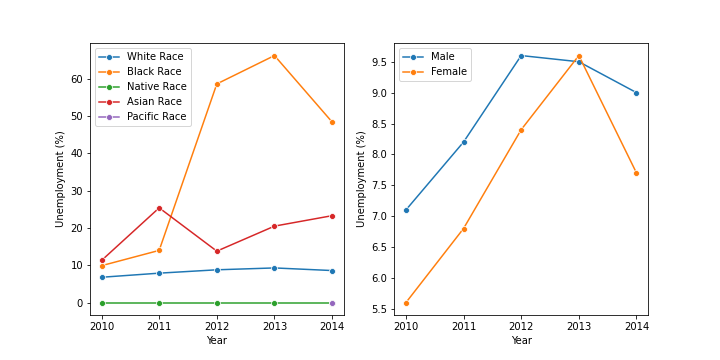 White Race
Black Race
Native Race
Asian Race
Pacific Race
60
50
40
30
20
10
0
Unemployment (%)
2010 2011 2012 2013 2014
Year
Male
Female
9.5
9.0
8.5
8.0
7.5
7.0
6.5
6.0
5.5
Unemployment (%)
2010 2011 2012 2013 2014
Year